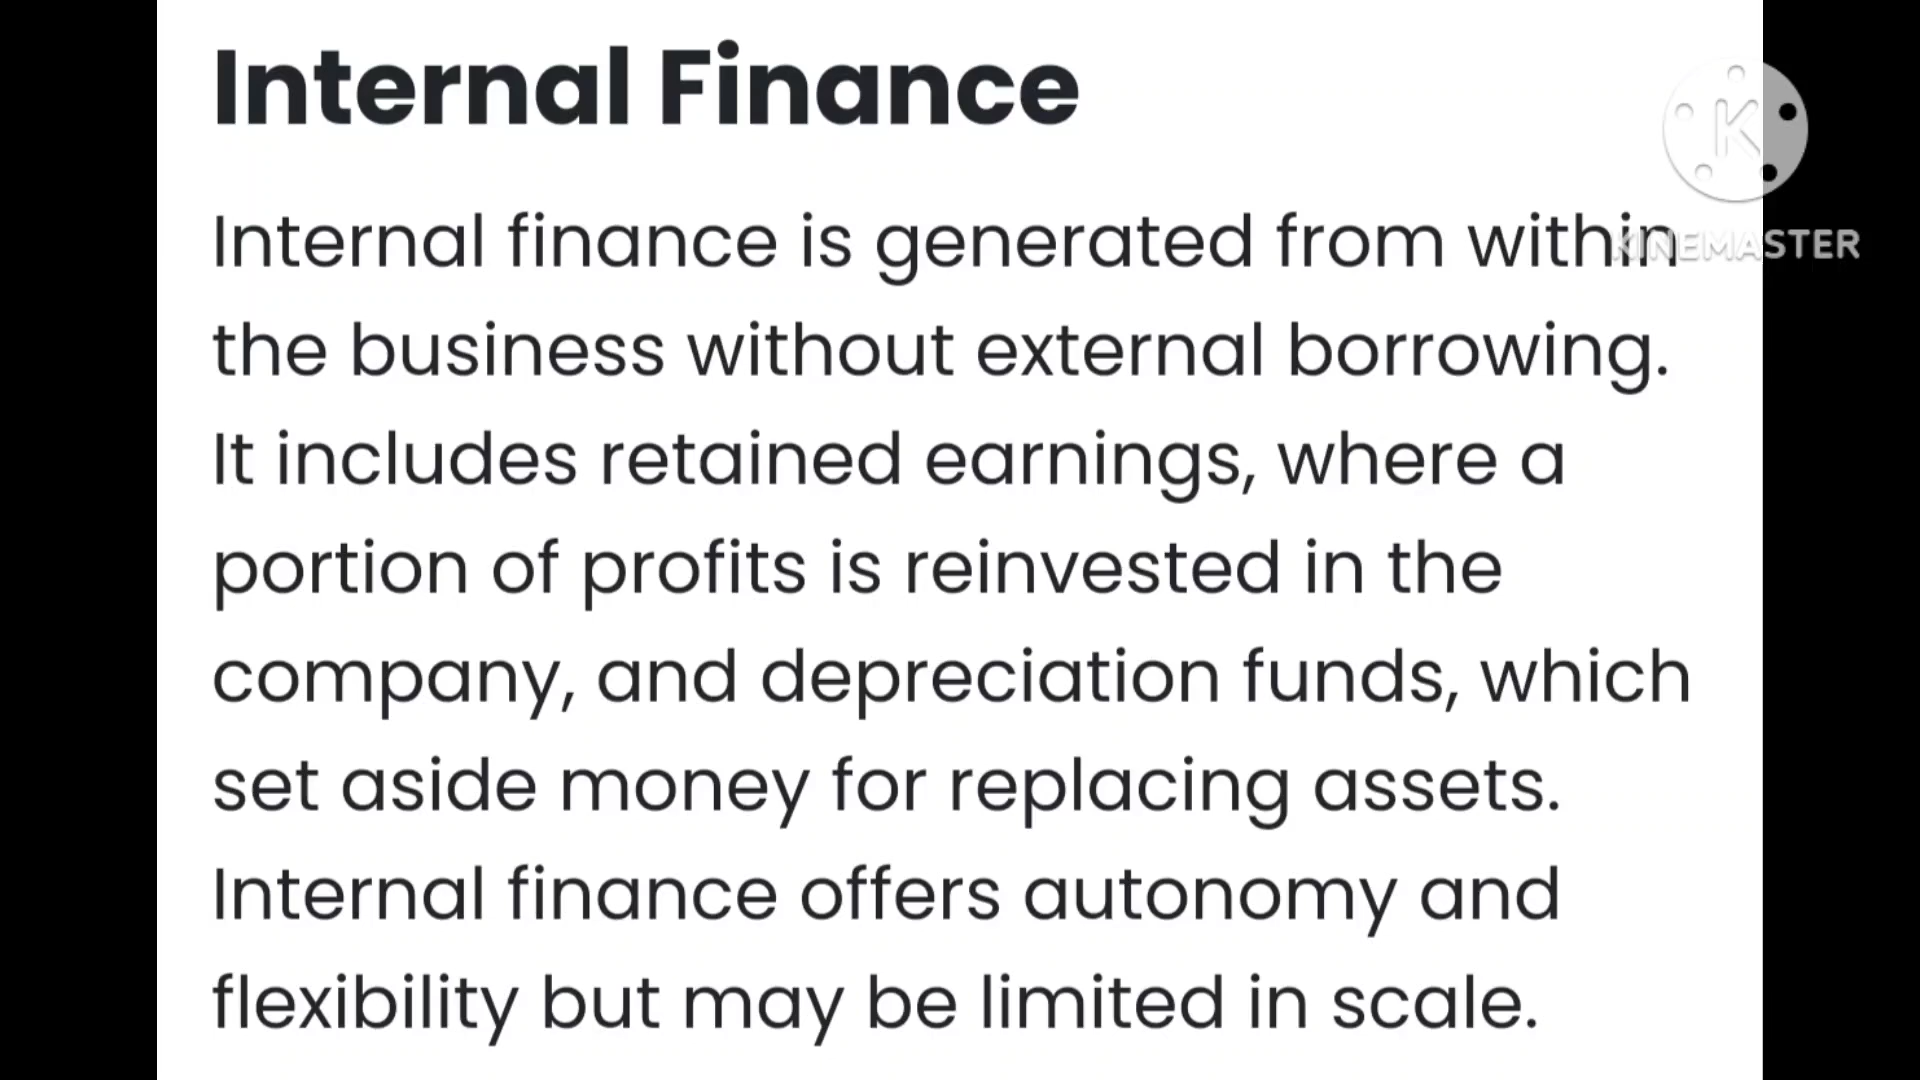 Internal Finance
K
KINEMASTER
Internal finance is generated from within
the business without external borrowing.
It includes retained earnings, where a
portion of profits is reinvested in the
company, and depreciation funds, which
set aside money for replacing assets.
Internal finance offers autonomy and
flexibility but may be limited in scale.